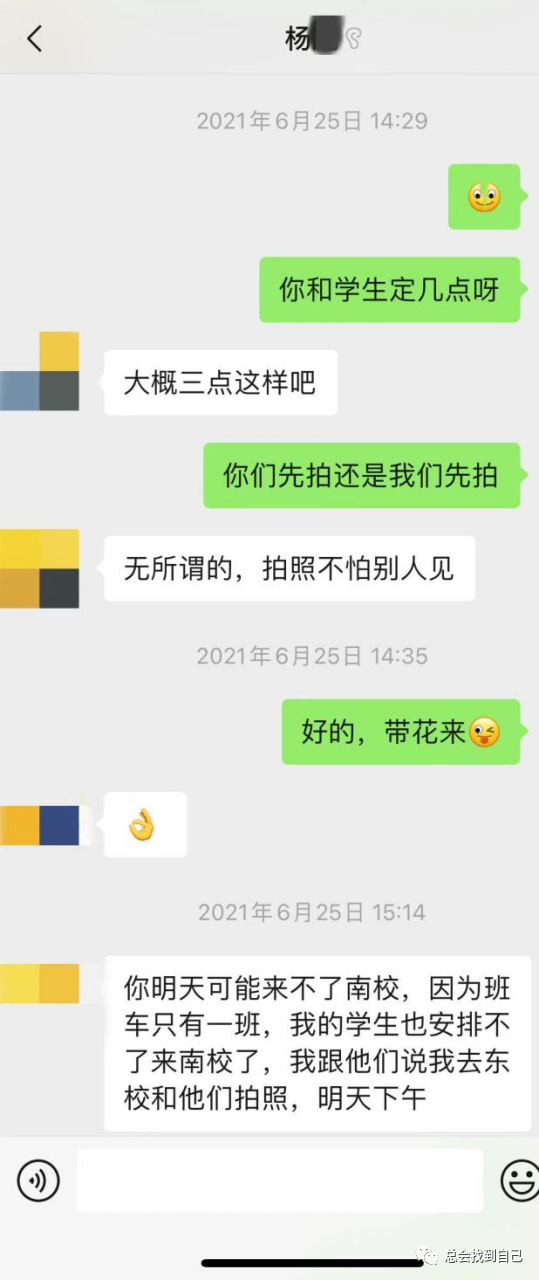 杨
2021年6月25日 14:29
你和学生定几点呀
大概三点这样吧
你们先拍还是我们先拍
无所谓的，拍照不怕别人见
2021年6月25日 14:35
好的，带花来😜
👌
2021年6月25日 15:14
你明天可能来不了南校，因为班
车只有一班，我的学生也安排不
了来南校了，我跟他们说我去东
校和他们拍照，明天下午
总会找到自己